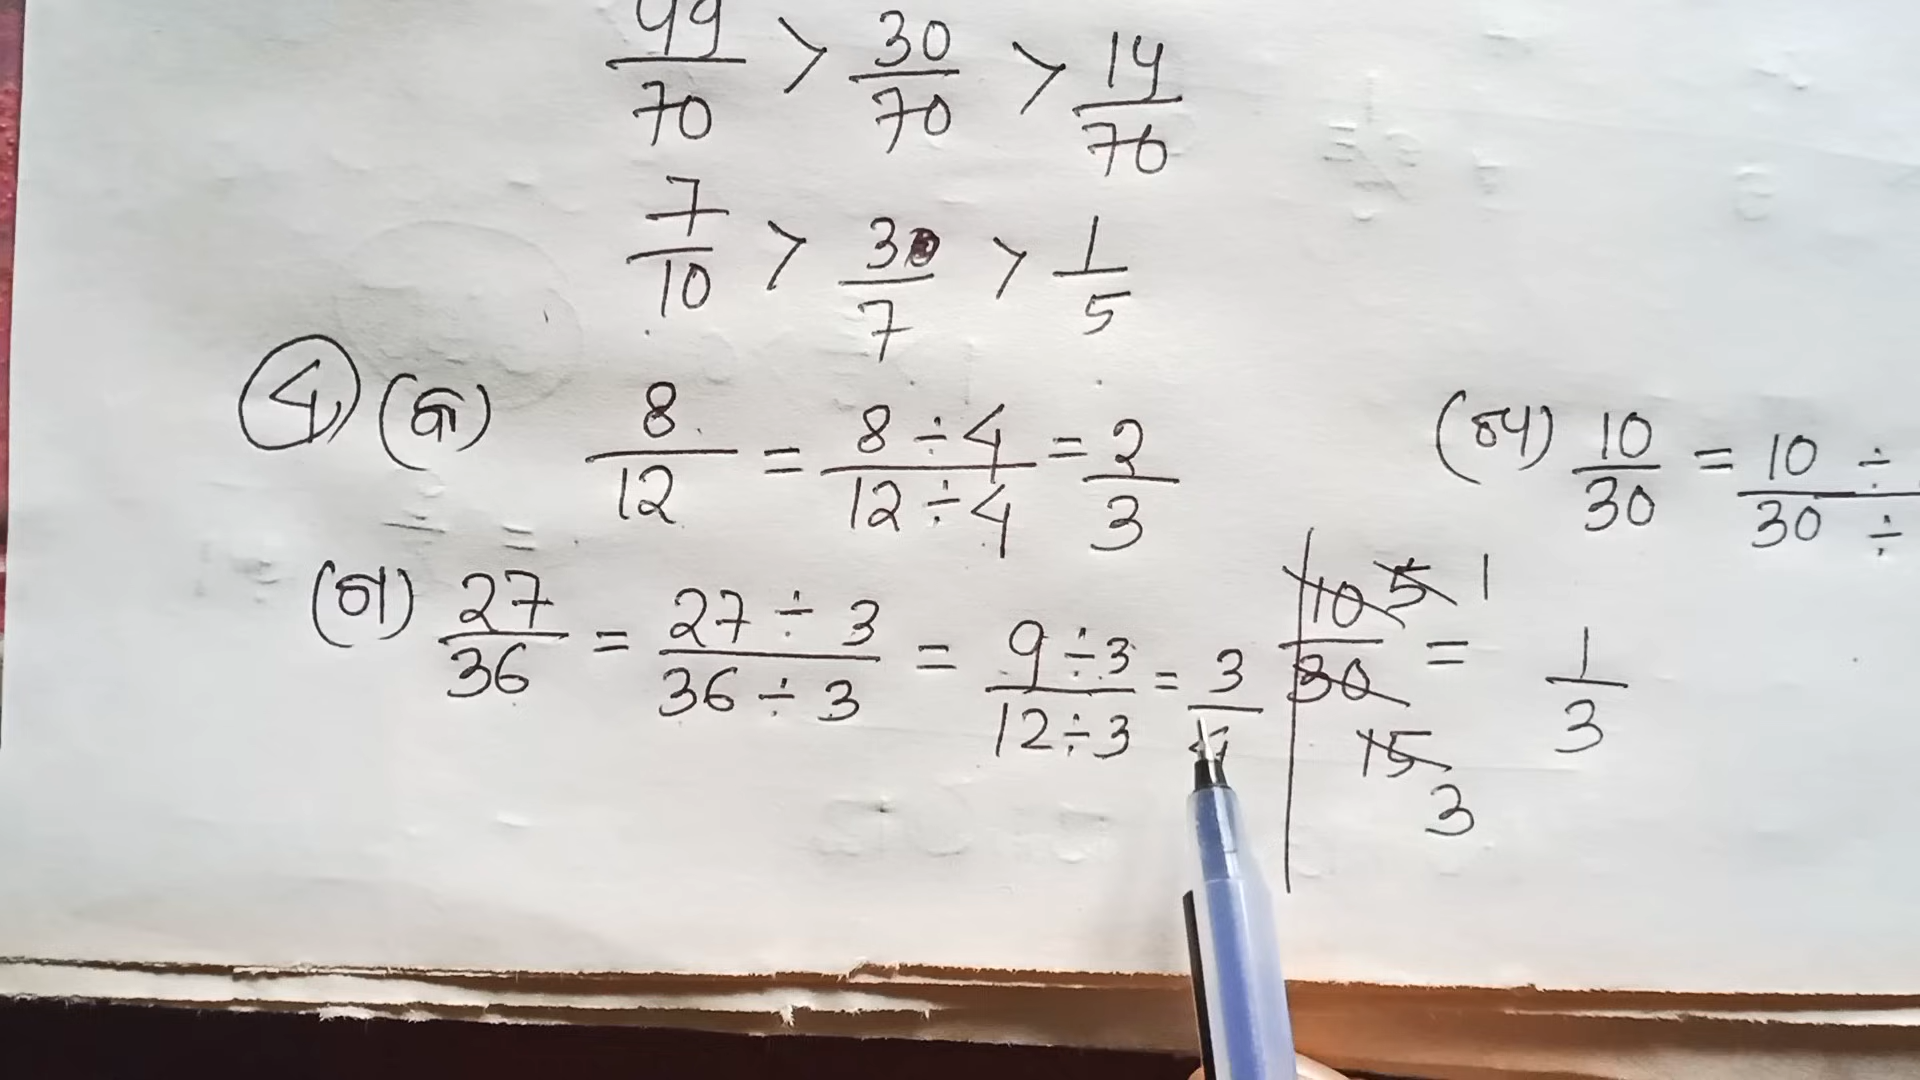 49/70 > 30/70 > 14/70
7/10 > 3/7 > 1/5
4) (କ) 8/12 = 8 ÷ 4/12 ÷ 4 = 2/3
(ଖ) 10/30 = 10 ÷/30 ÷
(ଗ) 27/36 = 27 ÷ 3/36 ÷ 3 = 9 ÷ 3/12 ÷ 3 = 3/4
10 5 1
30 15 3
= 1/3